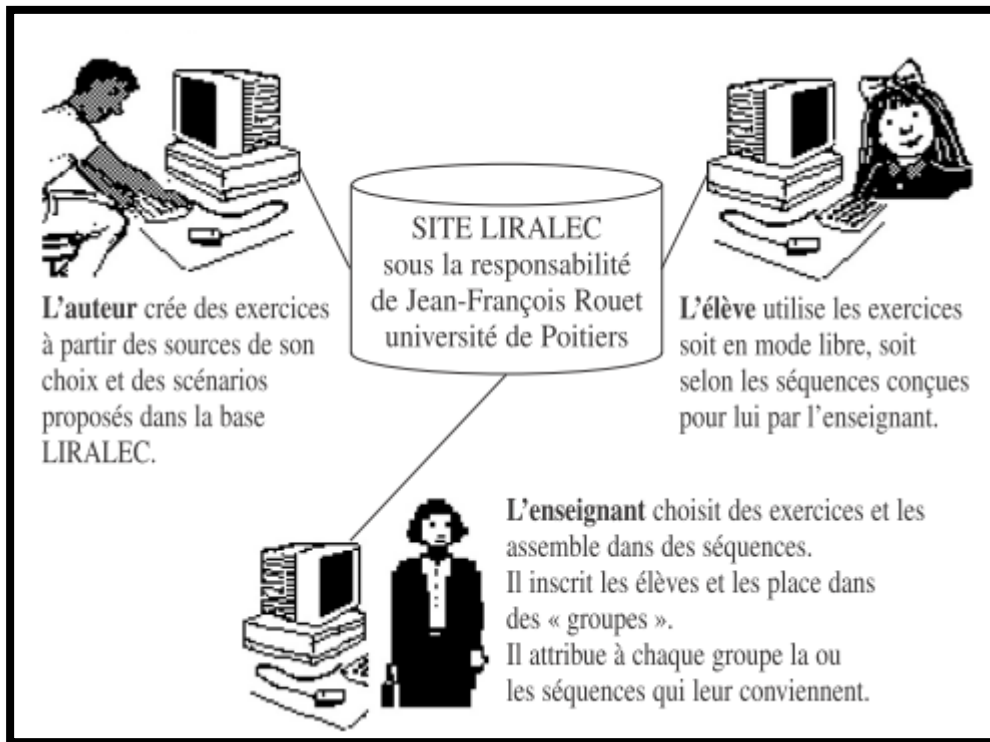 SITE LIRALEC
sous la responsabilité
de Jean-François Rouet
université de Poitiers
L'auteur crée des exercices
à partir des sources de son
choix et des scénarios
proposés dans la base
LIRALEC.
L'élève utilise les exercices
soit en mode libre, soit
selon les séquences conçues
pour lui par l'enseignant.
L'enseignant choisit des exercices et les
assemble dans des séquences.
Il inscrit les élèves et les place dans
des « groupes ».
Il attribue à chaque groupe la ou
les séquences qui leur conviennent.